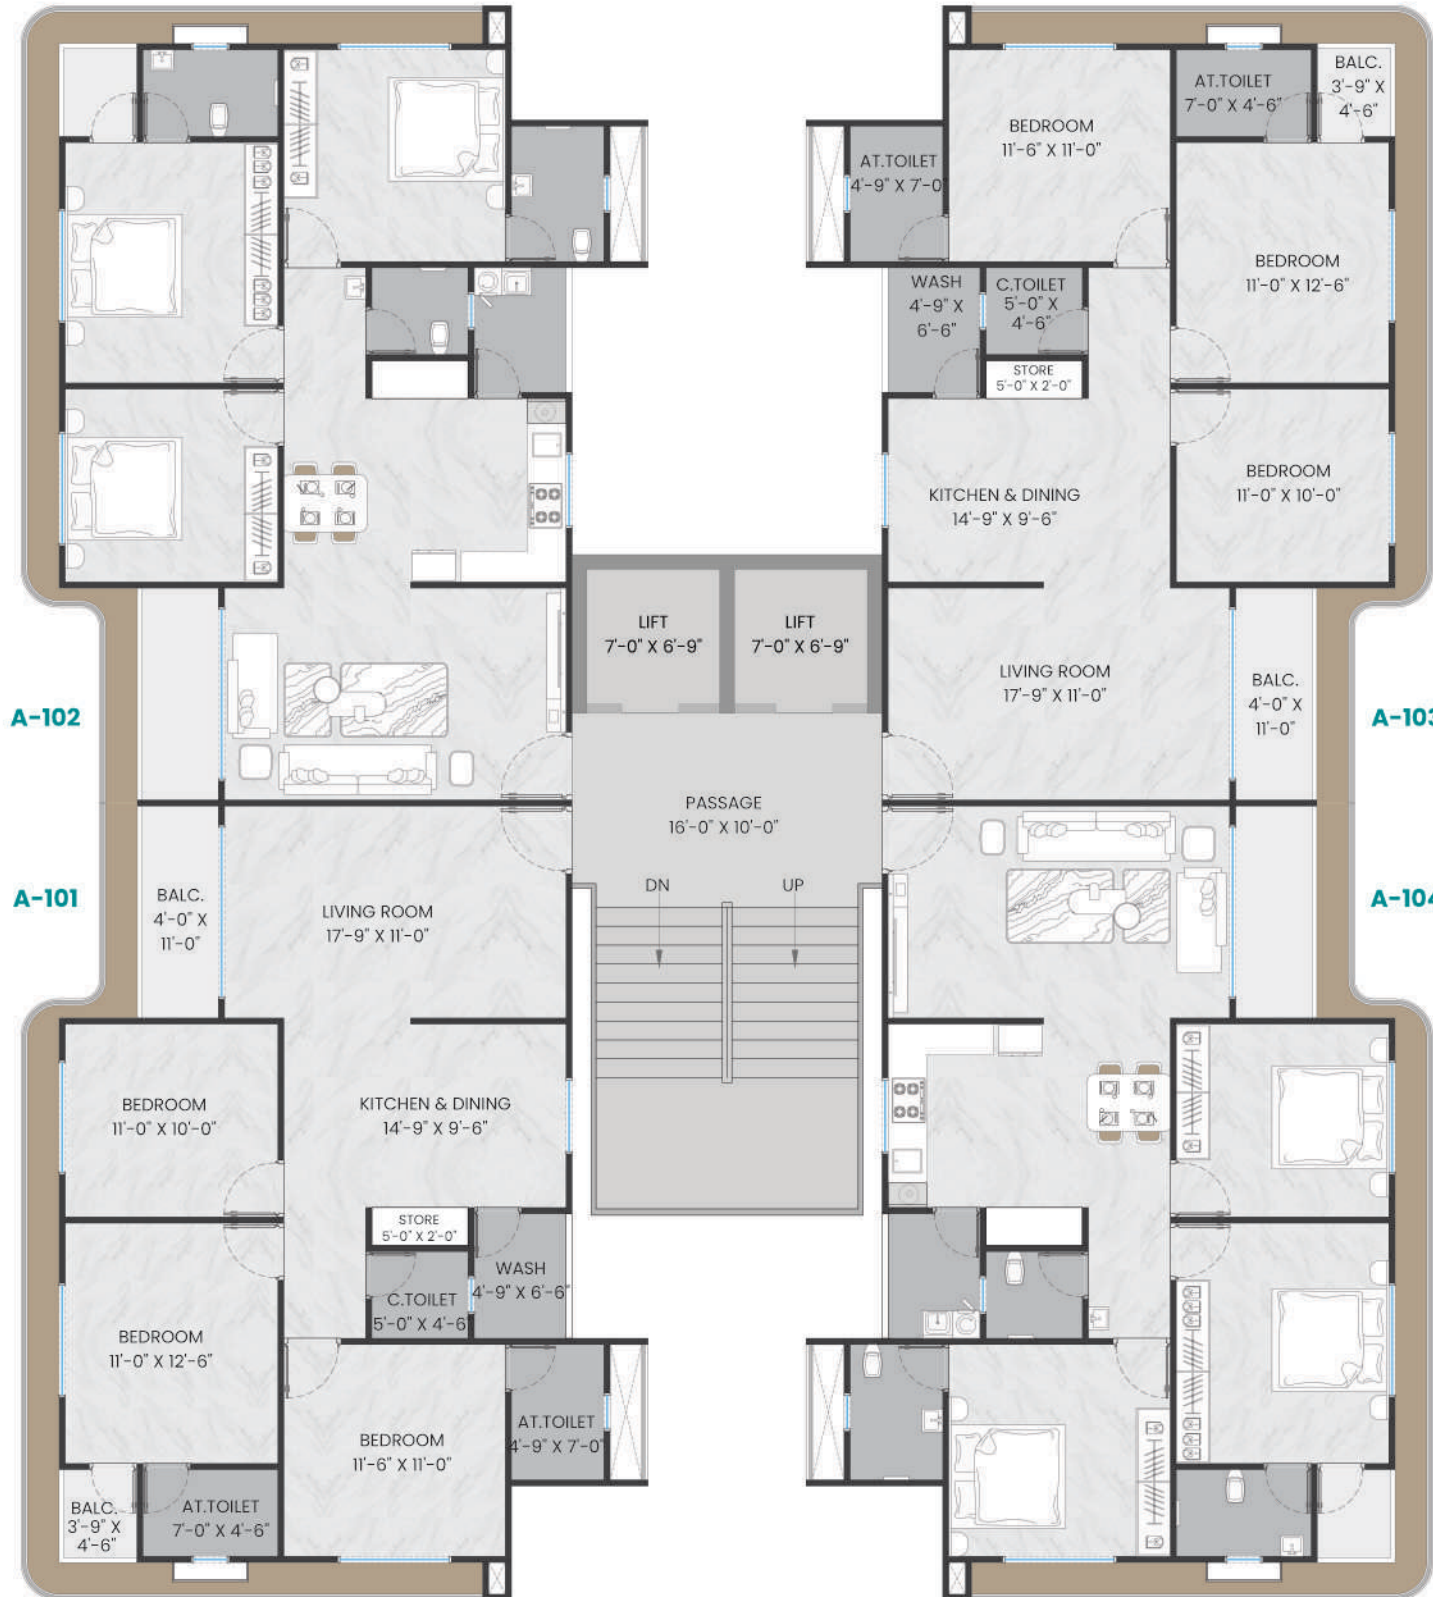 AT.TOILET
7'-0" X 4'-6"
BALC.
3'-9" X
4'-6"
BEDROOM
11'-6" X 11'-0"
AT.TOILET
4'-9" X 7'-0"
BEDROOM
11'-0" X 12'-6"
WASH
4'-9" X
6'-6"
C.TOILET
5'-0" X
4'-6"
STORE
5'-0" X 2'-0"
BEDROOM
11'-0" X 10'-0"
KITCHEN & DINING
14'-9" X 9'-6"
LIFT
7'-0" X 6'-9"
LIFT
7'-0" X 6'-9"
LIVING ROOM
17'-9" X 11'-0"
BALC.
4'-0" X
11'-0"
A-102
A-103
PASSAGE
16'-0" X 10'-0"
A-101
BALC.
4'-0" X
11'-0"
LIVING ROOM
17'-9" X 11'-0"
DN
UP
A-104
BEDROOM
11'-0" X 10'-0"
KITCHEN & DINING
14'-9" X 9'-6"
STORE
5'-0" X 2'-0"
WASH
4'-9" X 6'-6"
C.TOILET
5'-0" X 4'-6
BEDROOM
11'-0" X 12'-6"
AT.TOILET
4'-9" X 7'-0"
BEDROOM
11'-6" X 11'-0"
BALC.
3'-9" X
4'-6"
AT.TOILET
7'-0" X 4'-6"